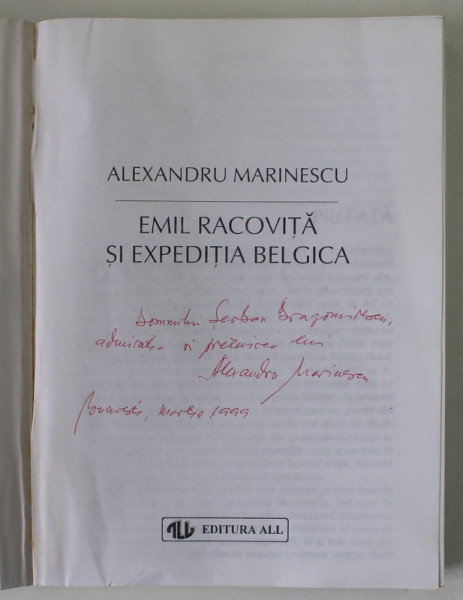 ALEXANDRU MARINESCU
EMIL RACOVIȚĂ
ȘI EXPEDIȚIA BELGICA
Domnului Șerban Dragomirescu,
admirația și prețuirea lui
Alexandru Marinescu
București, martie 1999
ALL EDITURA ALL